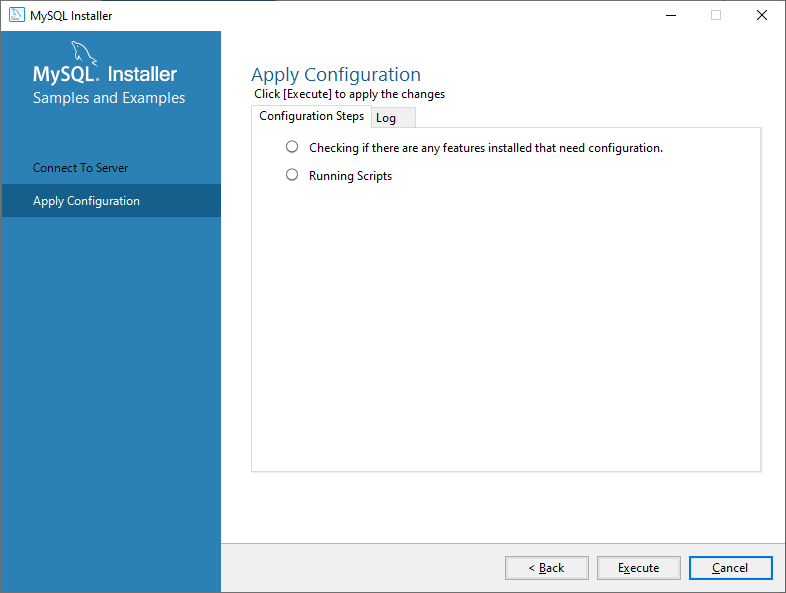 MySQL Installer
MySQL. Installer
Samples and Examples
Connect To Server
Apply Configuration
Apply Configuration
Click [Execute] to apply the changes
Configuration Steps Log
Checking if there are any features installed that need configuration.
Running Scripts
< Back Execute Cancel